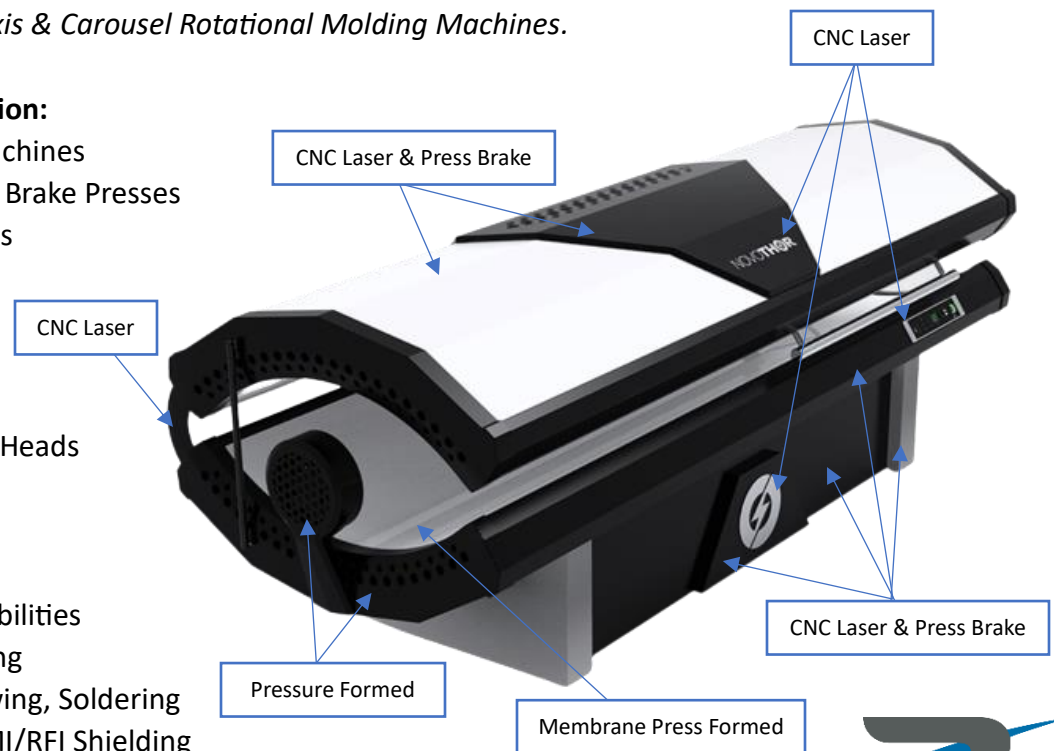 xis & Carousel Rotational Molding Machines.
CNC Laser
ion:
chines
CNC Laser & Press Brake
Brake Presses
s
NOVOTHOR
CNC Laser
Heads
bilities
CNC Laser & Press Brake
ng
Pressure Formed
ving, Soldering
Membrane Press Formed
MI/RFI Shielding